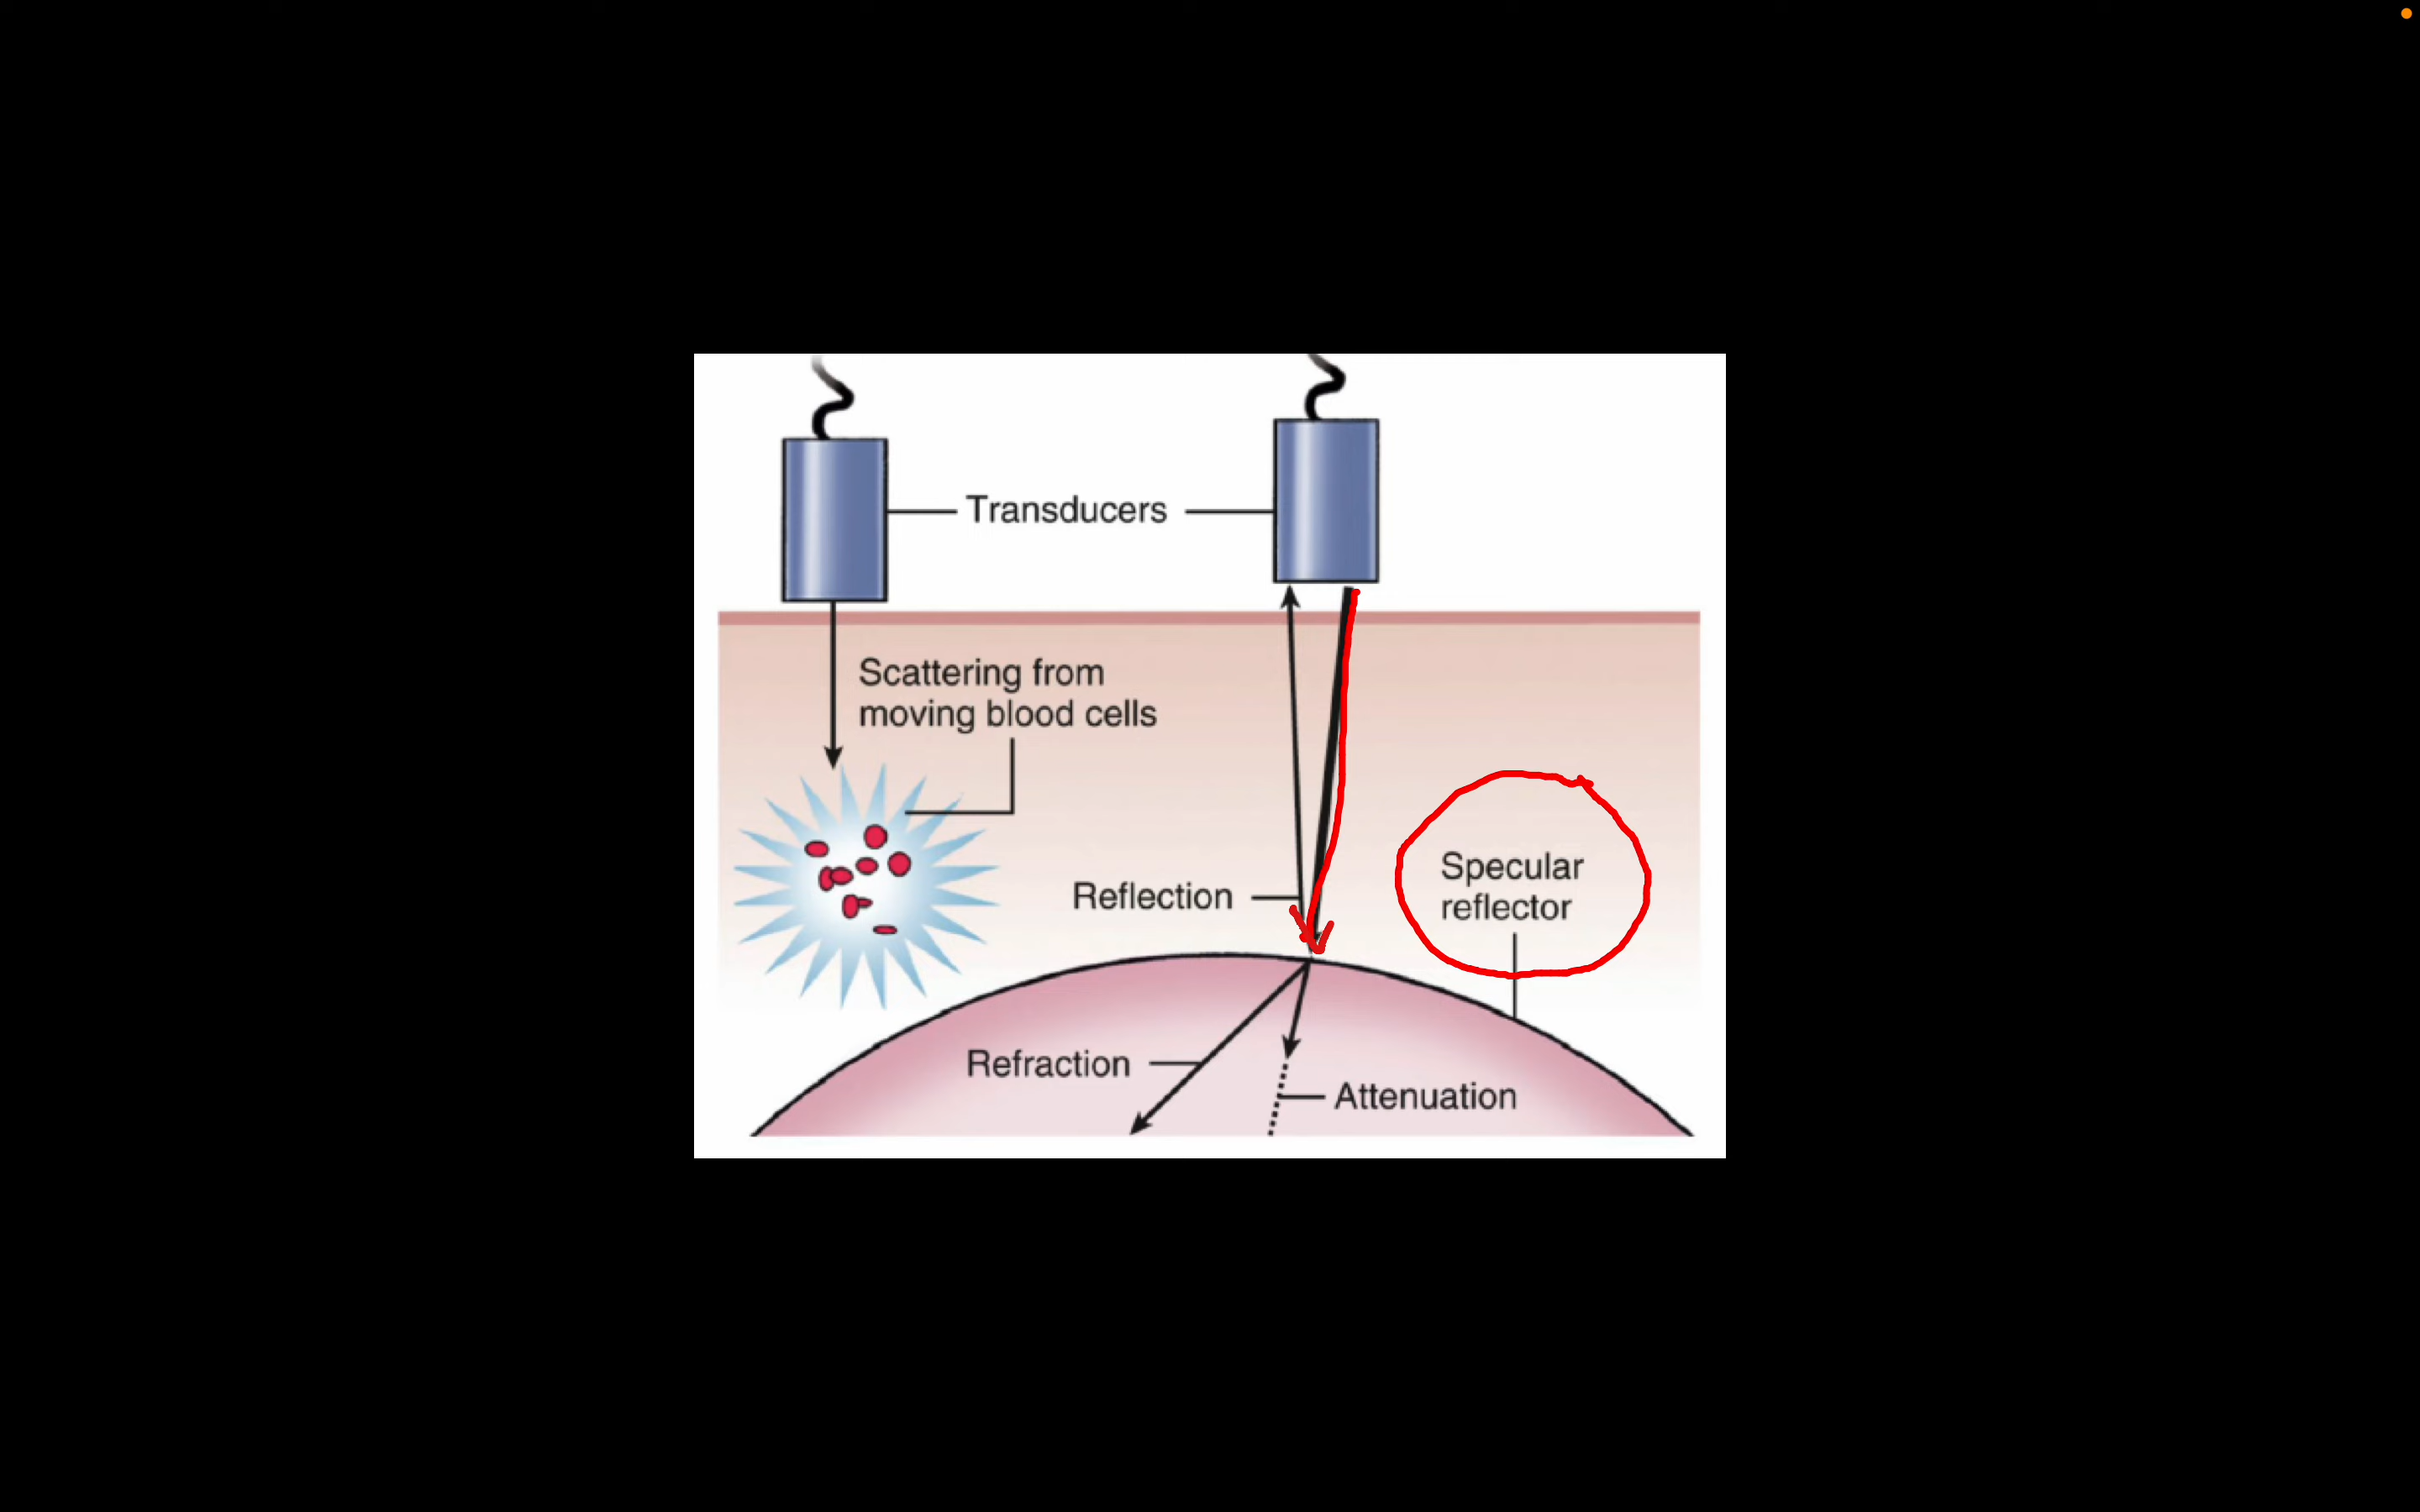 Transducers
Scattering from
moving blood cells
Reflection
Specular
reflector
Refraction
Attenuation